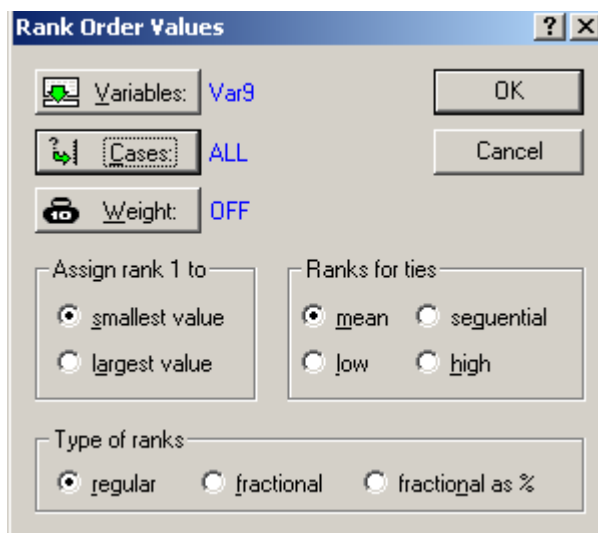 Rank Order Values
Variables: Var9
OK
Cases: ALL
Cancel
10 Weight: OFF
Assign rank 1 to
smallest value
largest value
Ranks for ties
mean sequential
low high
Type of ranks
regular fractional fractional as %